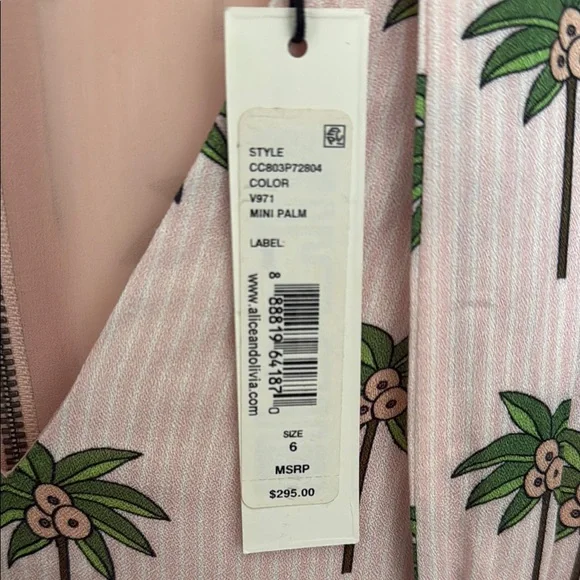 STYLE
CC803P72804
COLOR
V971
MINI PALM
LABEL:
8 88819 64187 0
www.aliceandolivia.com
SIZE
6
MSRP
$295.00